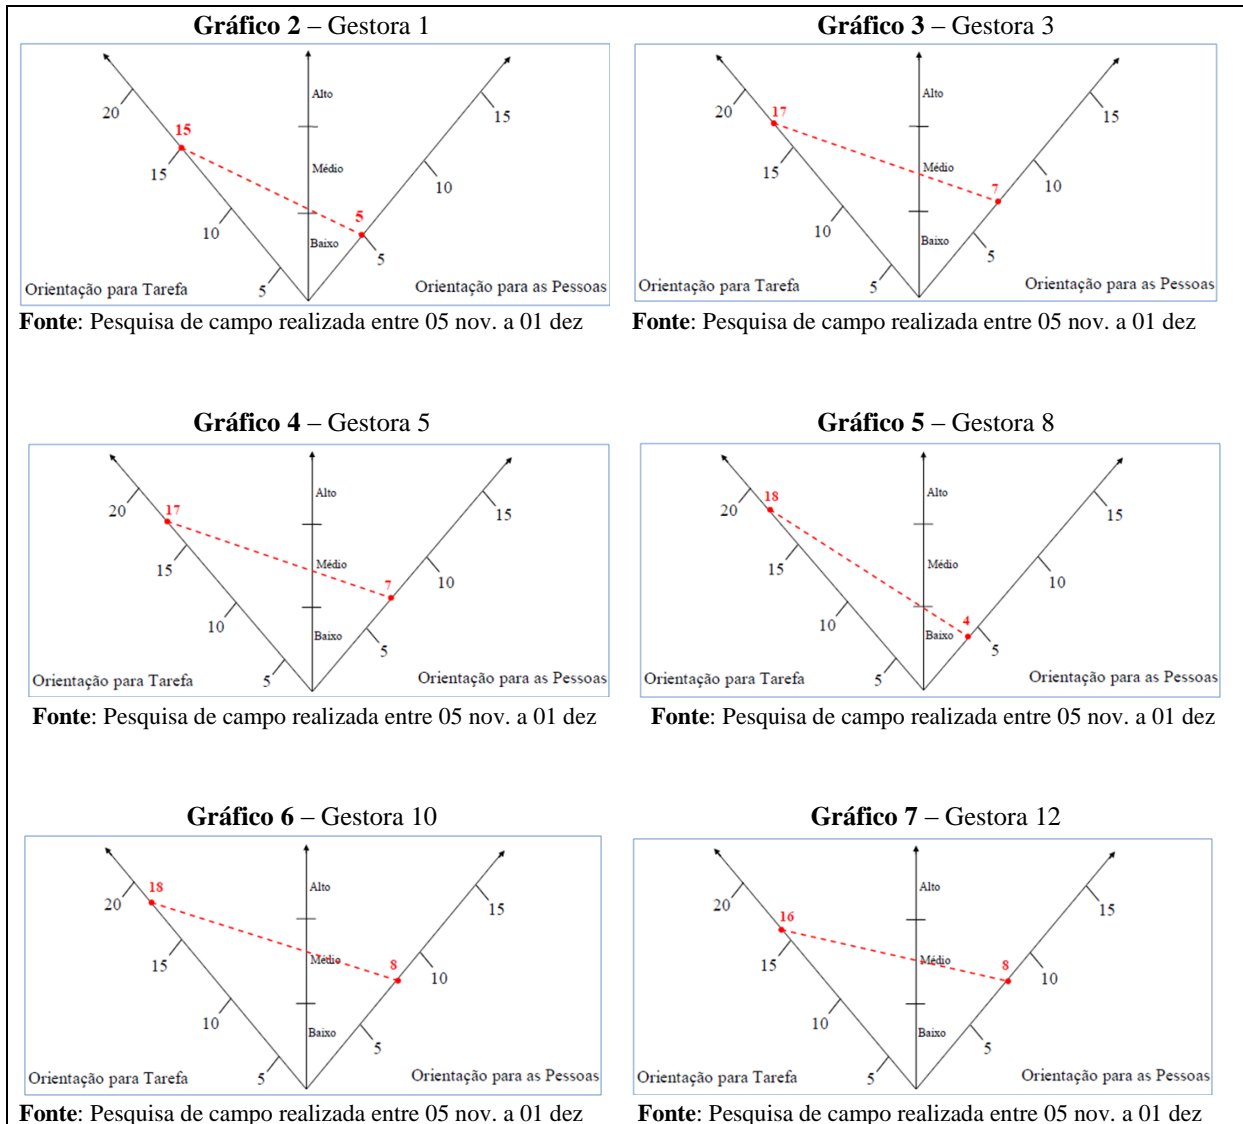 Gráfico 2 – Gestora 1
20
15
15
10
5
Alto
Médio
Baixo
15
10
5
5
Orientação para Tarefa
Orientação para as Pessoas
Fonte: Pesquisa de campo realizada entre 05 nov. a 01 dez
Gráfico 3 – Gestora 3
20
17
15
10
5
Alto
Médio
Baixo
15
10
7
5
Orientação para Tarefa
Orientação para as Pessoas
Fonte: Pesquisa de campo realizada entre 05 nov. a 01 dez
Gráfico 4 – Gestora 5
20
17
15
10
5
Alto
Médio
Baixo
15
10
7
5
Orientação para Tarefa
Orientação para as Pessoas
Fonte: Pesquisa de campo realizada entre 05 nov. a 01 dez
Gráfico 5 – Gestora 8
20
18
15
10
5
Alto
Médio
Baixo
15
10
4
5
Orientação para Tarefa
Orientação para as Pessoas
Fonte: Pesquisa de campo realizada entre 05 nov. a 01 dez
Gráfico 6 – Gestora 10
20
18
15
10
5
Alto
Médio
Baixo
15
10
8
5
Orientação para Tarefa
Orientação para as Pessoas
Fonte: Pesquisa de campo realizada entre 05 nov. a 01 dez
Gráfico 7 – Gestora 12
20
16
15
10
5
Alto
Médio
Baixo
15
10
8
5
Orientação para Tarefa
Orientação para as Pessoas
Fonte: Pesquisa de campo realizada entre 05 nov. a 01 dez